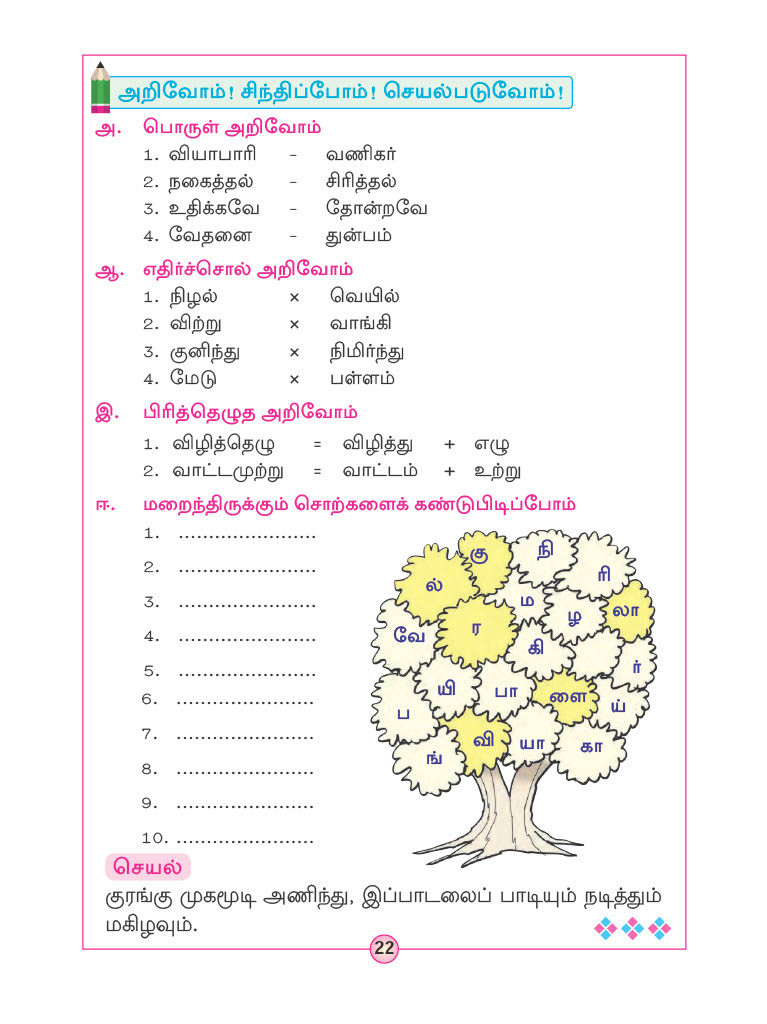 அறிவோம்! சிந்திப்போம்! செயல்படுவோம்!
அ. பொருள் அறிவோம்
1. வியாபாரி - வணிகர்
2. நகைத்தல் - சிரித்தல்
3. உதிக்கவே - தோன்றவே
4. வேதனை - துன்பம்
ஆ. எதிர்ச்சொல் அறிவோம்
1. நிழல் × வெயில்
2. விற்று × வாங்கி
3. குனிந்து × நிமிர்ந்து
4. மேடு × பள்ளம்
இ. பிரித்தெழுத அறிவோம்
1. விழித்தெழு = விழித்து + எழு
2. வாட்டமுற்று = வாட்டம் + உற்று
ஈ. மறைந்திருக்கும் சொற்களைக் கண்டுபிடிப்போம்
1. .......................
2. .......................
3. .......................
4. .......................
5. .......................
6. .......................
7. .......................
8. .......................
9. .......................
10. .......................
கு நி
ரி
ல்
ம ழ லா
வே ர
கி
ர்
யி பா ளை
ப ய்
வி யா கா
ங்
செயல்
குரங்கு முகமூடி அணிந்து, இப்பாடலைப் பாடியும் நடித்தும்
மகிழவும்.
22